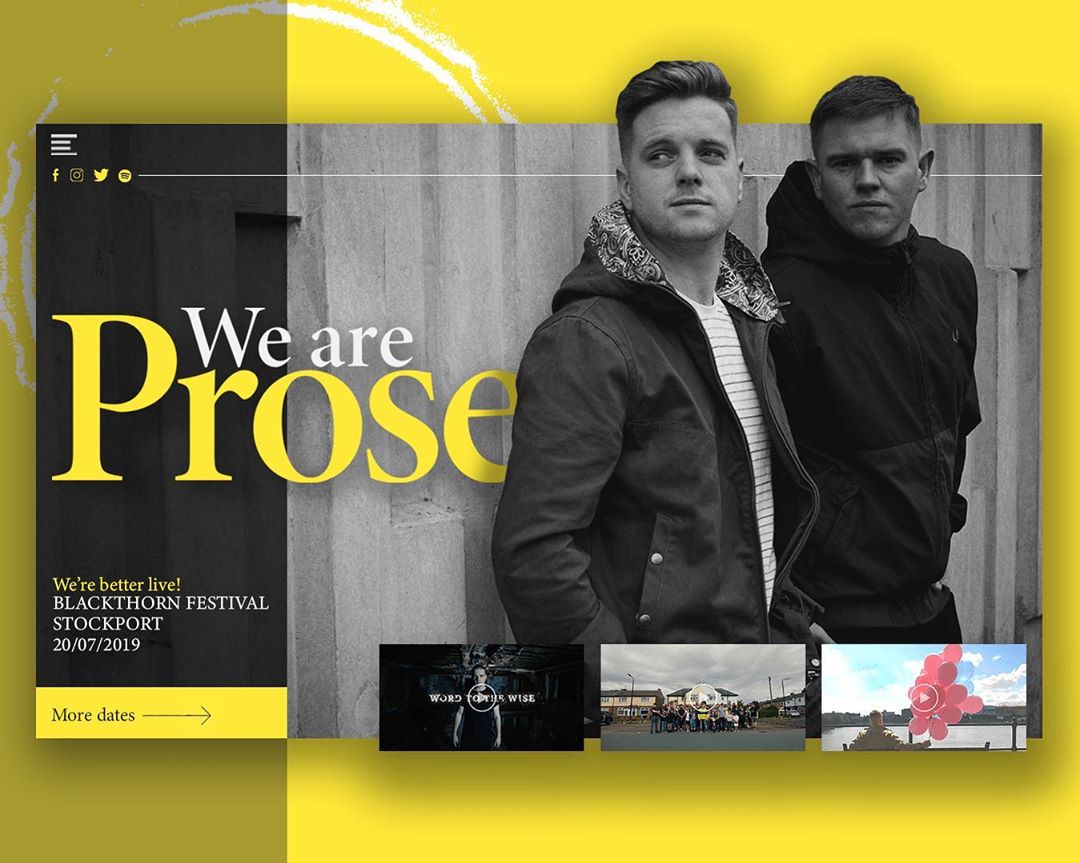 We are
Prose
We're better live!
BLACKTHORN FESTIVAL
STOCKPORT
20/07/2019
More dates
WORD TO THE WISE